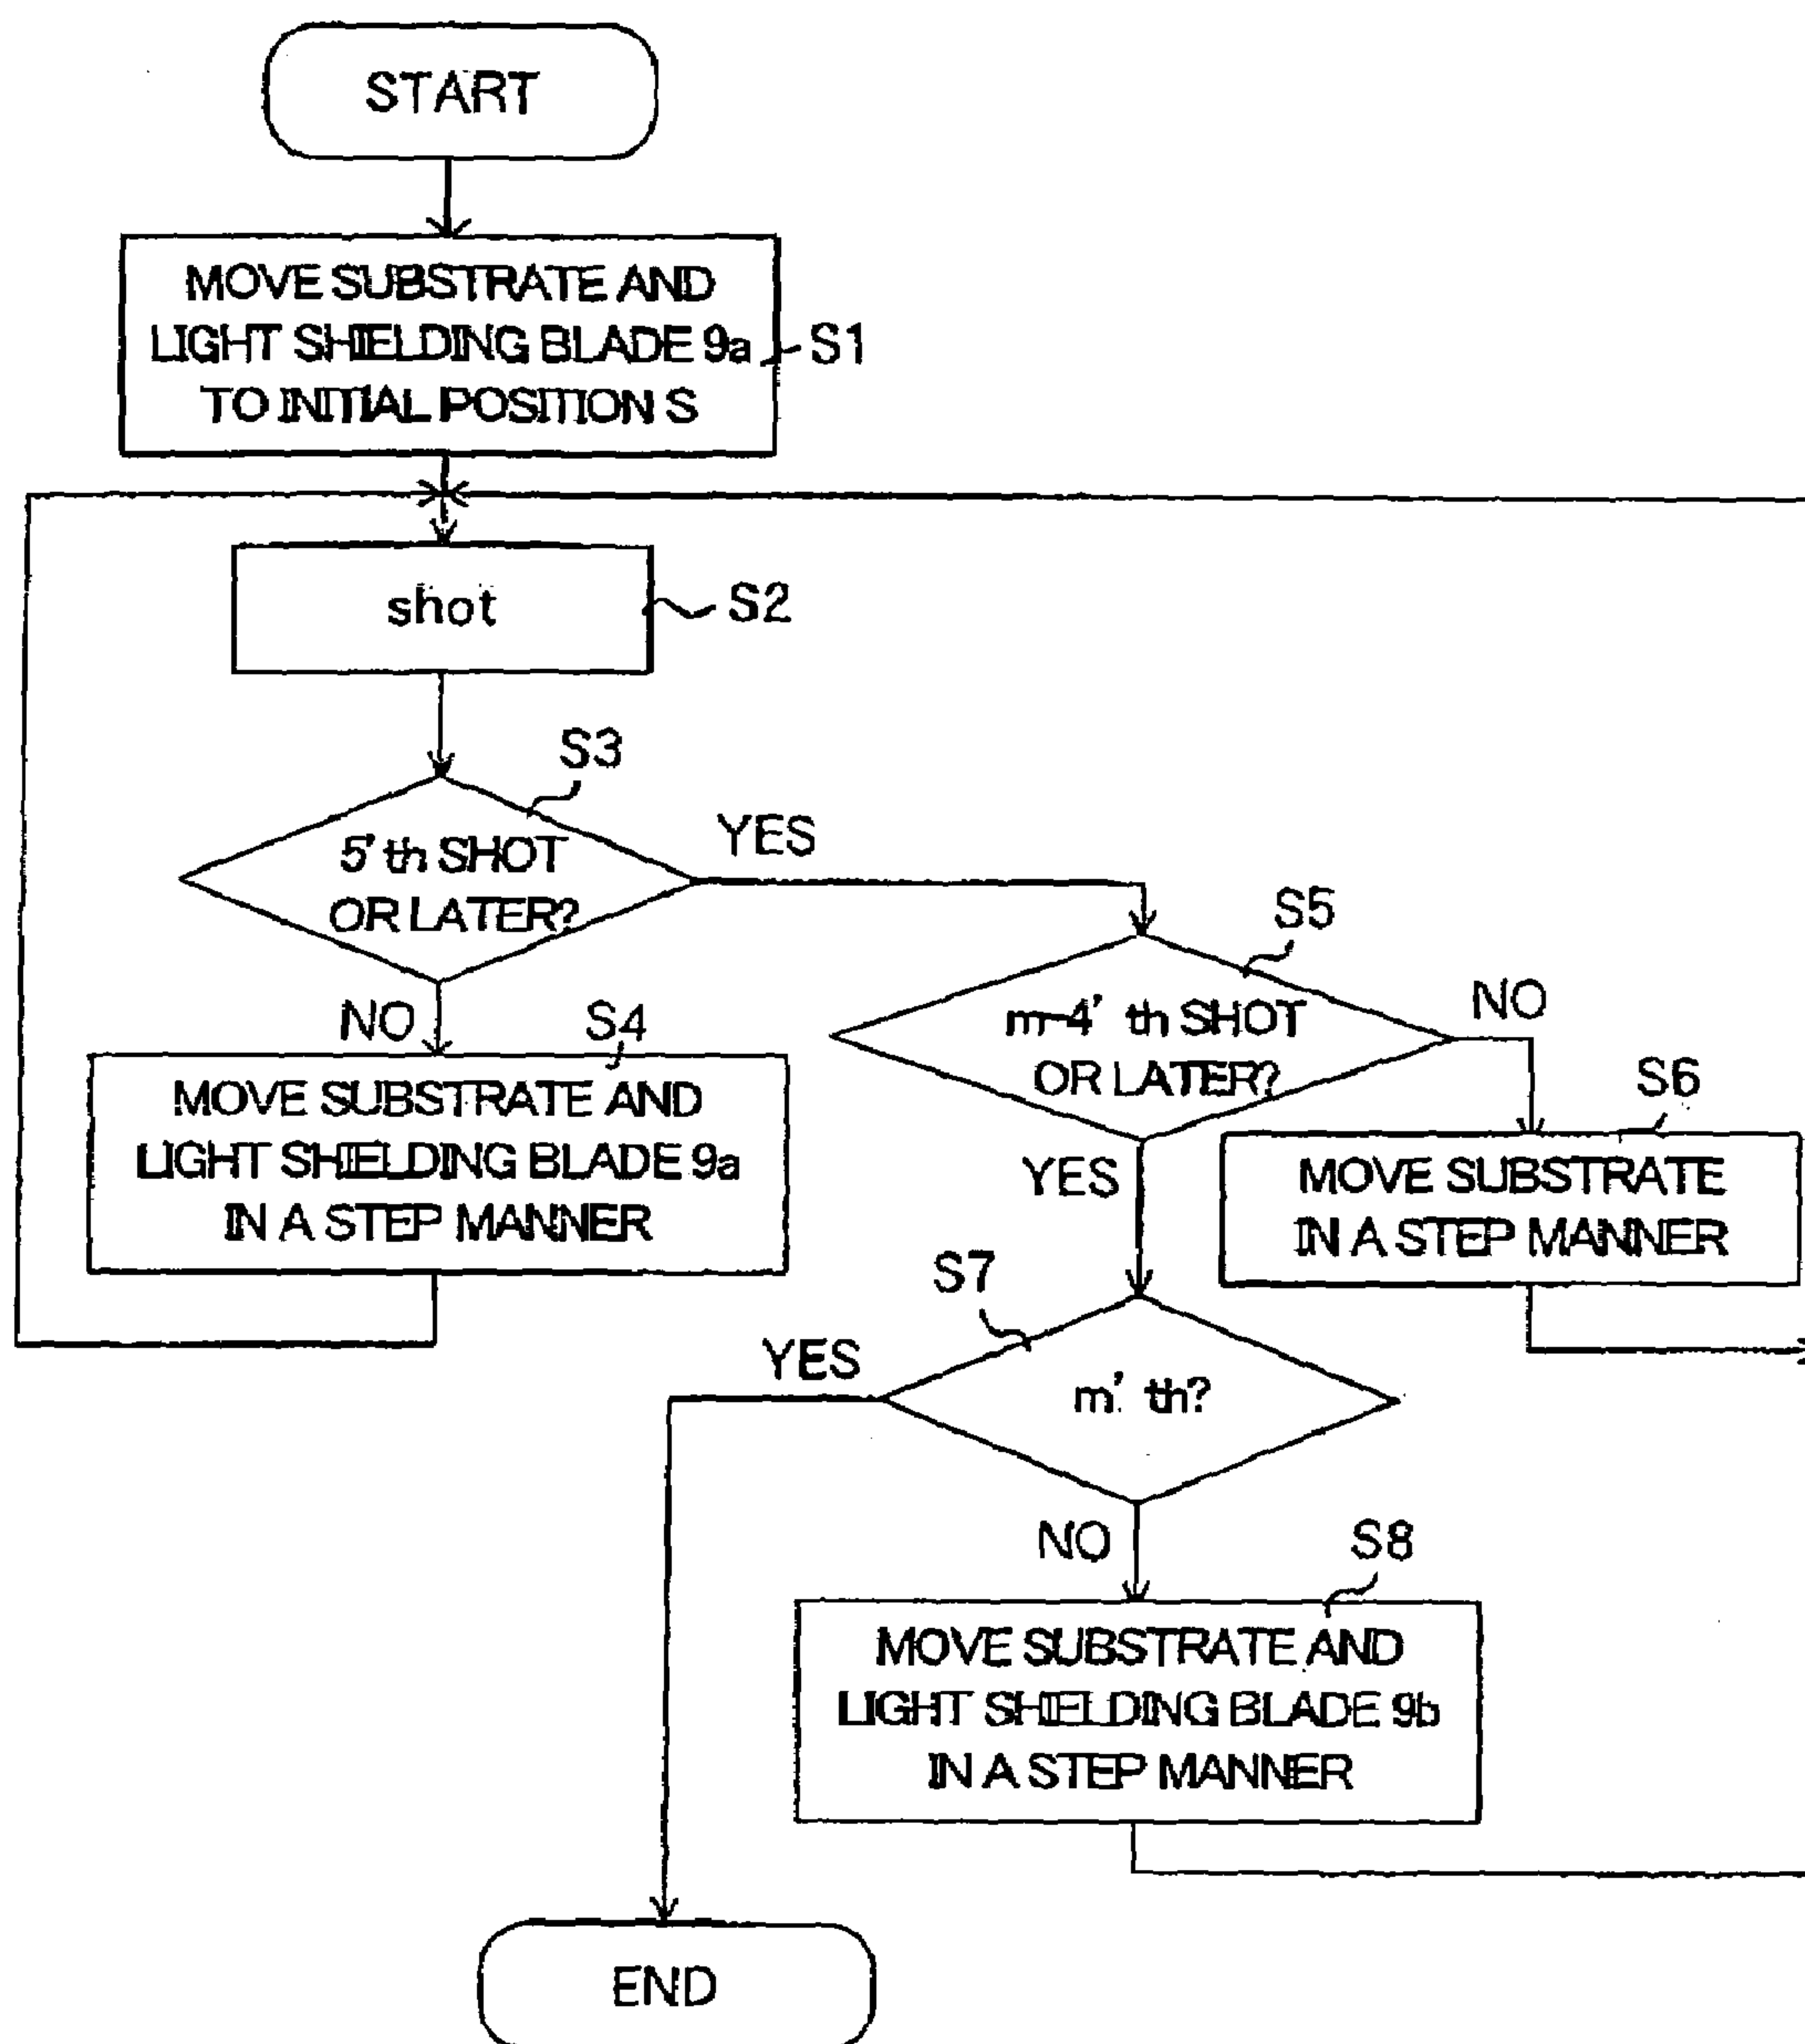 START
MOVE SUBSTRATE AND
LIGHT SHIELDING BLADE 9a
TO INITIAL POSITION S
S1
shot
S2
S3
5'th SHOT
OR LATER?
YES
NO
S4
MOVE SUBSTRATE AND
LIGHT SHIELDING BLADE 9a
IN A STEP MANNER
S5
m-4' th SHOT
OR LATER?
NO
YES
S6
MOVE SUBSTRATE
IN A STEP MANNER
S7
m' th?
YES
NO
S8
MOVE SUBSTRATE AND
LIGHT SHIELDING BLADE 9b
IN A STEP MANNER
END